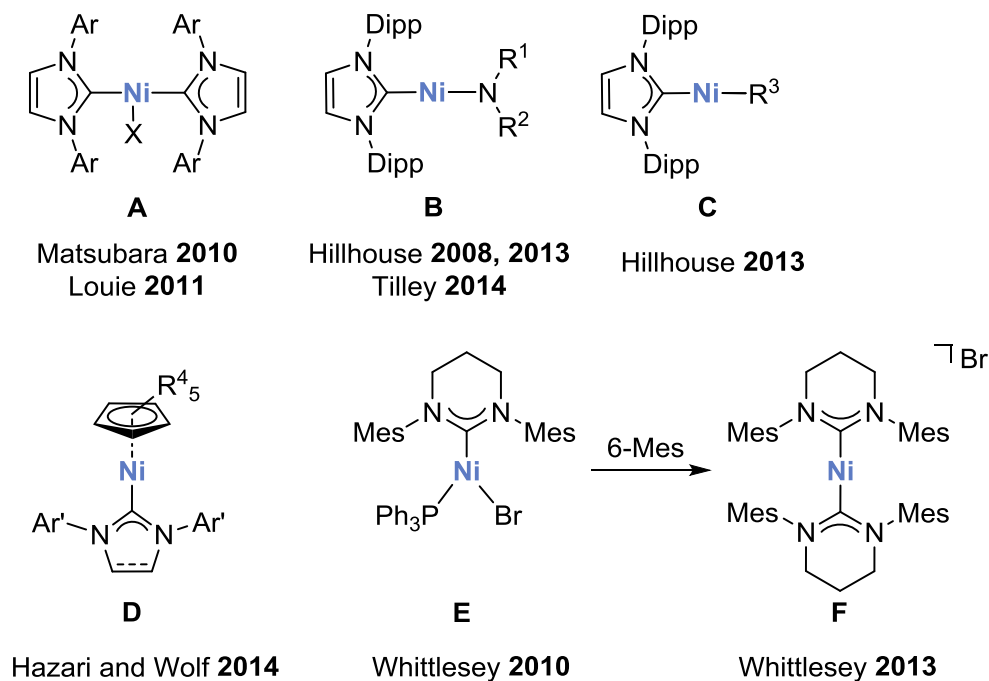 Ar Ar Dipp Dipp
N N N R¹ N
Ni Ni N Ni R³
N X N N R² N
Ar Ar Dipp Dipp
A B C
Matsubara 2010 Hillhouse 2008, 2013 Hillhouse 2013
Louie 2011 Tilley 2014
R⁴₅ N N N N Br
Mes Mes Mes Mes
Ni Ni 6-Mes Ni
Ar' N N Ar' Ph₃P Br Mes N N Mes
D E F
Hazari and Wolf 2014 Whittlesey 2010 Whittlesey 2013